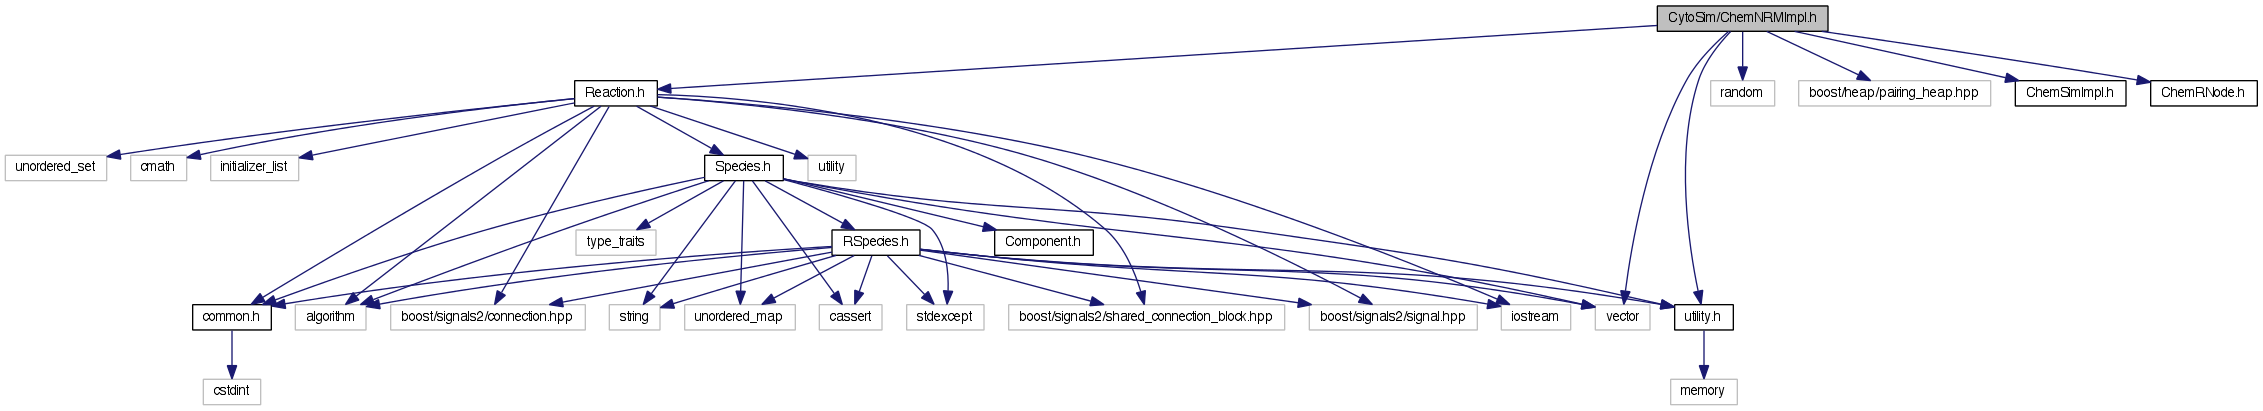 CytoSim/ChemNRMImpl.h
Reaction.h
random
boost/heap/pairing_heap.hpp
ChemSimImpl.h
ChemRNode.h
unordered_set
cmath
initializer_list
Species.h
utility
type_traits
RSpecies.h
Component.h
common.h
algorithm
boost/signals2/connection.hpp
string
unordered_map
cassert
stdexcept
boost/signals2/shared_connection_block.hpp
boost/signals2/signal.hpp
iostream
vector
utility.h
cstdint
memory